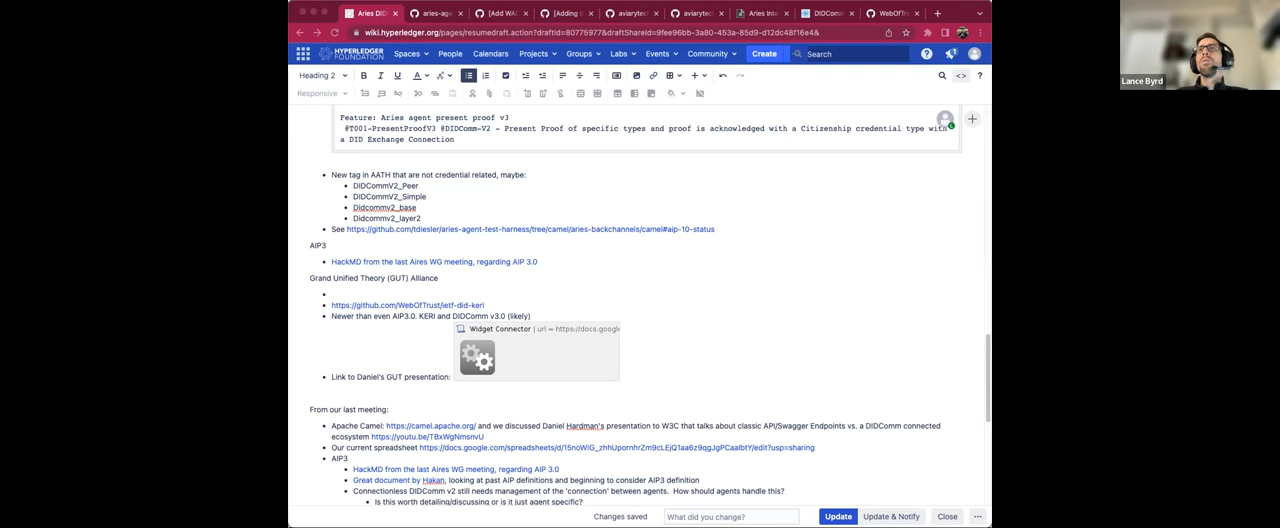 Aries DID
aries-age
[Add WAL
[Adding c
aviarytec
aviarytec
Aries Inte
DIDComm
WebOfTru
wiki.hyperledger.org/pages/resumedraft.action?draftId=80775977&draftShareId=9fee96bb-3a80-453a-85d9-d12dc48f16e4&
HYPERLEDGER FOUNDATION
Spaces People Calendars Projects Groups Labs Events Community Create Search
Heading 2
Responsive
Feature: Aries agent present proof v3
@T001-PresentProofV3 @DIDComm-V2 - Present Proof of specific types and proof is acknowledged with a Citizenship credential type with
a DID Exchange Connection
New tag in AATH that are not credential related, maybe:
DIDCommV2_Peer
DIDCommV2_Simple
Didcommv2_base
Didcommv2_layer2
See https://github.com/tdiesler/aries-agent-test-harness/tree/camel/aries-backchannels/camel#aip-10-status
AIP3
HackMD from the last Aires WG meeting, regarding AIP 3.0
Grand Unified Theory (GUT) Alliance
https://github.com/WebOfTrust/ietf-did-keri
Newer than even AIP3.0. KERI and DIDComm v3.0 (likely)
Widget Connector | url = https://docs.google
Link to Daniel's GUT presentation:
From our last meeting:
Apache Camel: https://camel.apache.org/ and we discussed Daniel Hardman's presentation to W3C that talks about classic API/Swagger Endpoints vs. a DIDComm connected
ecosystem https://youtu.be/TBxWgNmsnvU
Our current spreadsheet https://docs.google.com/spreadsheets/d/15noWiG_zhhUpornhrZm9cLEjQ1aa6z9qgJgPCaalbtY/edit?usp=sharing
AIP3
HackMD from the last Aires WG meeting, regarding AIP 3.0
Great document by Hakan, looking at past AIP definitions and beginning to consider AIP3 definition
Connectionless DIDComm v2 still needs management of the 'connection' between agents. How should agents handle this?
Is this worth detailing/discussing or is it just agent specific?
Changes saved
What did you change?
Update
Update & Notify
Close
Lance Byrd